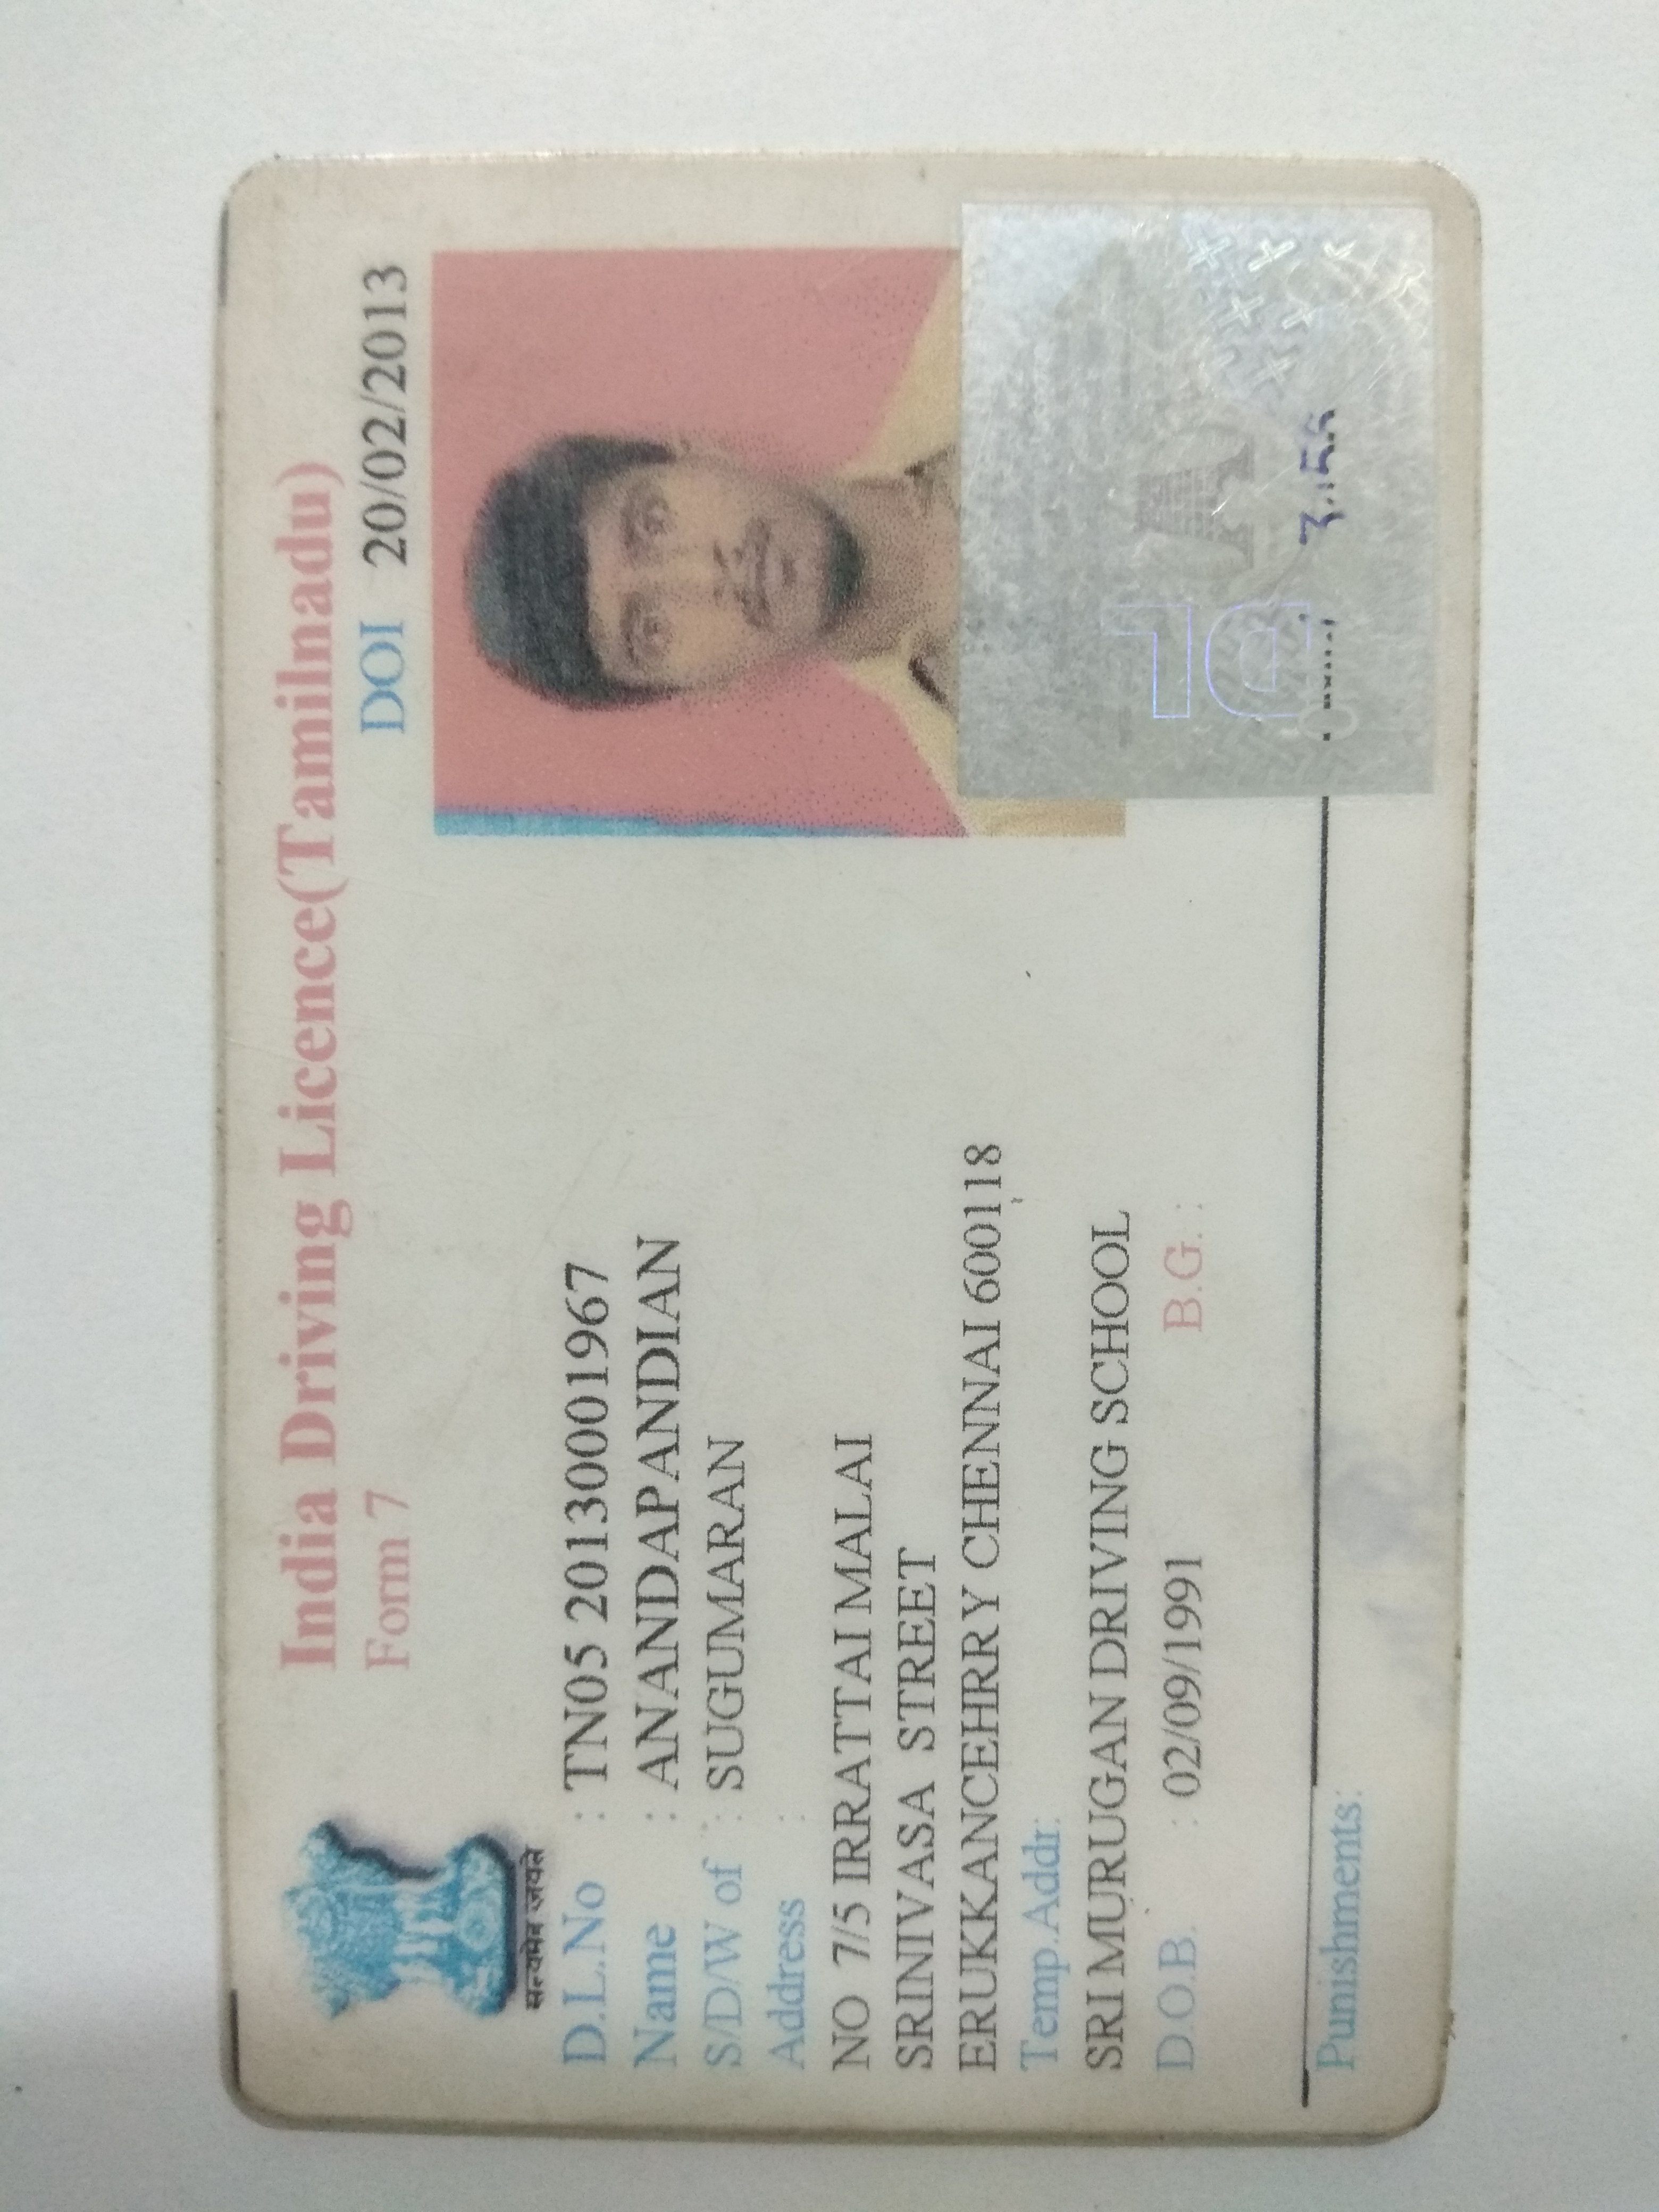 India Driving Licence(Tamilnadu)
Form 7
DOI 20/02/2013
सत्यमेव जयते
D.L.No : TN05 20130001967
Name : ANANDAPANDIAN
S/D/W of : SUGUMARAN
Address :
NO 7/5 IRRATTAI MALAI
SRINIVASA STREET
ERUKKANCEHRRY CHENNAI 600118
Temp.Addr:
SRI MURUGAN DRIVING SCHOOL
D.O.B. : 02/09/1991 B.G. :
DL
Punishments: